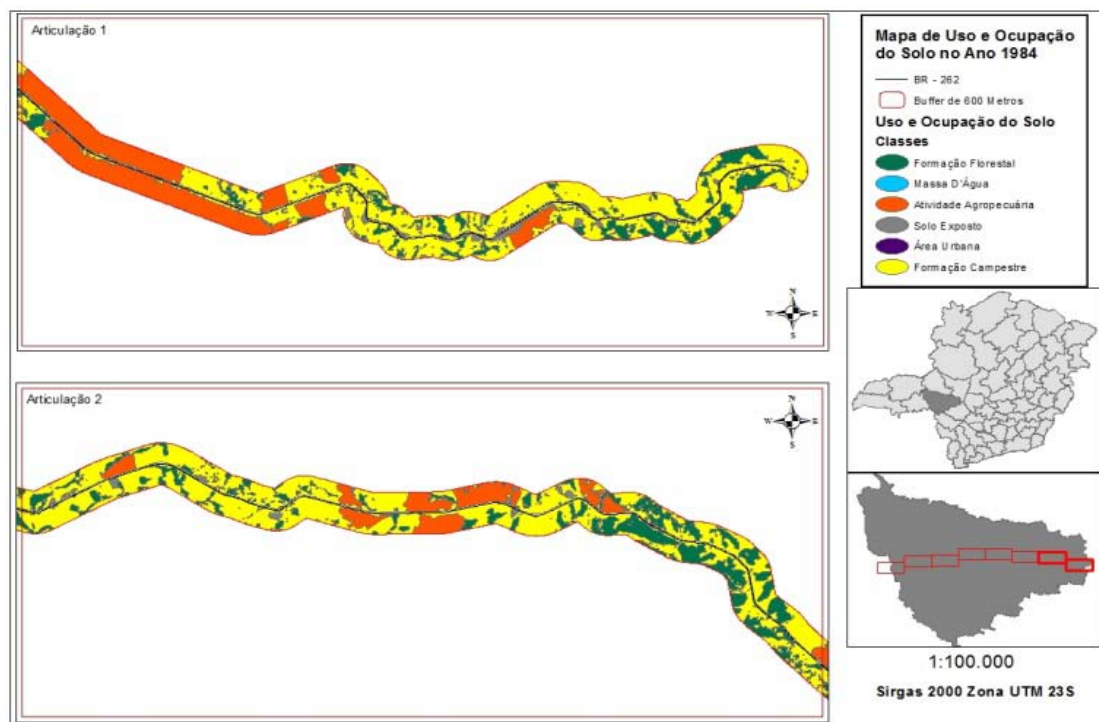 Articulação 1
N
W E
S
Articulação 2
N
W E
S
Mapa de Uso e Ocupação
do Solo no Ano 1984
BR - 262
Buffer de 600 Metros
Uso e Ocupação do Solo
Classes
Formação Florestal
Massa D'Água
Atividade Agropecuária
Solo Exposto
Área Urbana
Formação Campestre
1:100.000
Sirgas 2000 Zona UTM 23S